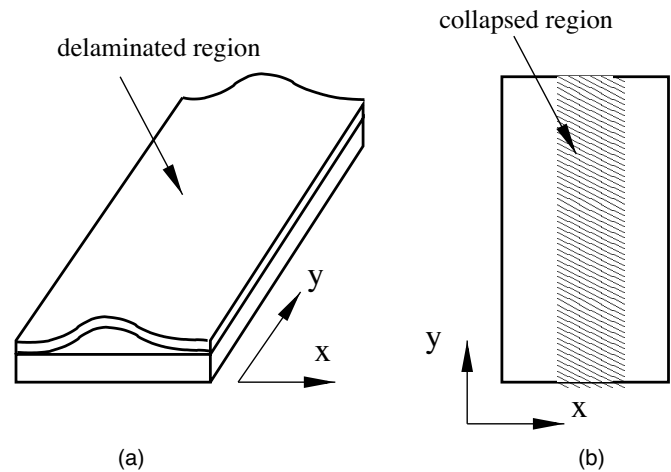 delaminated region
collapsed region
y
x
y
x
(a)
(b)